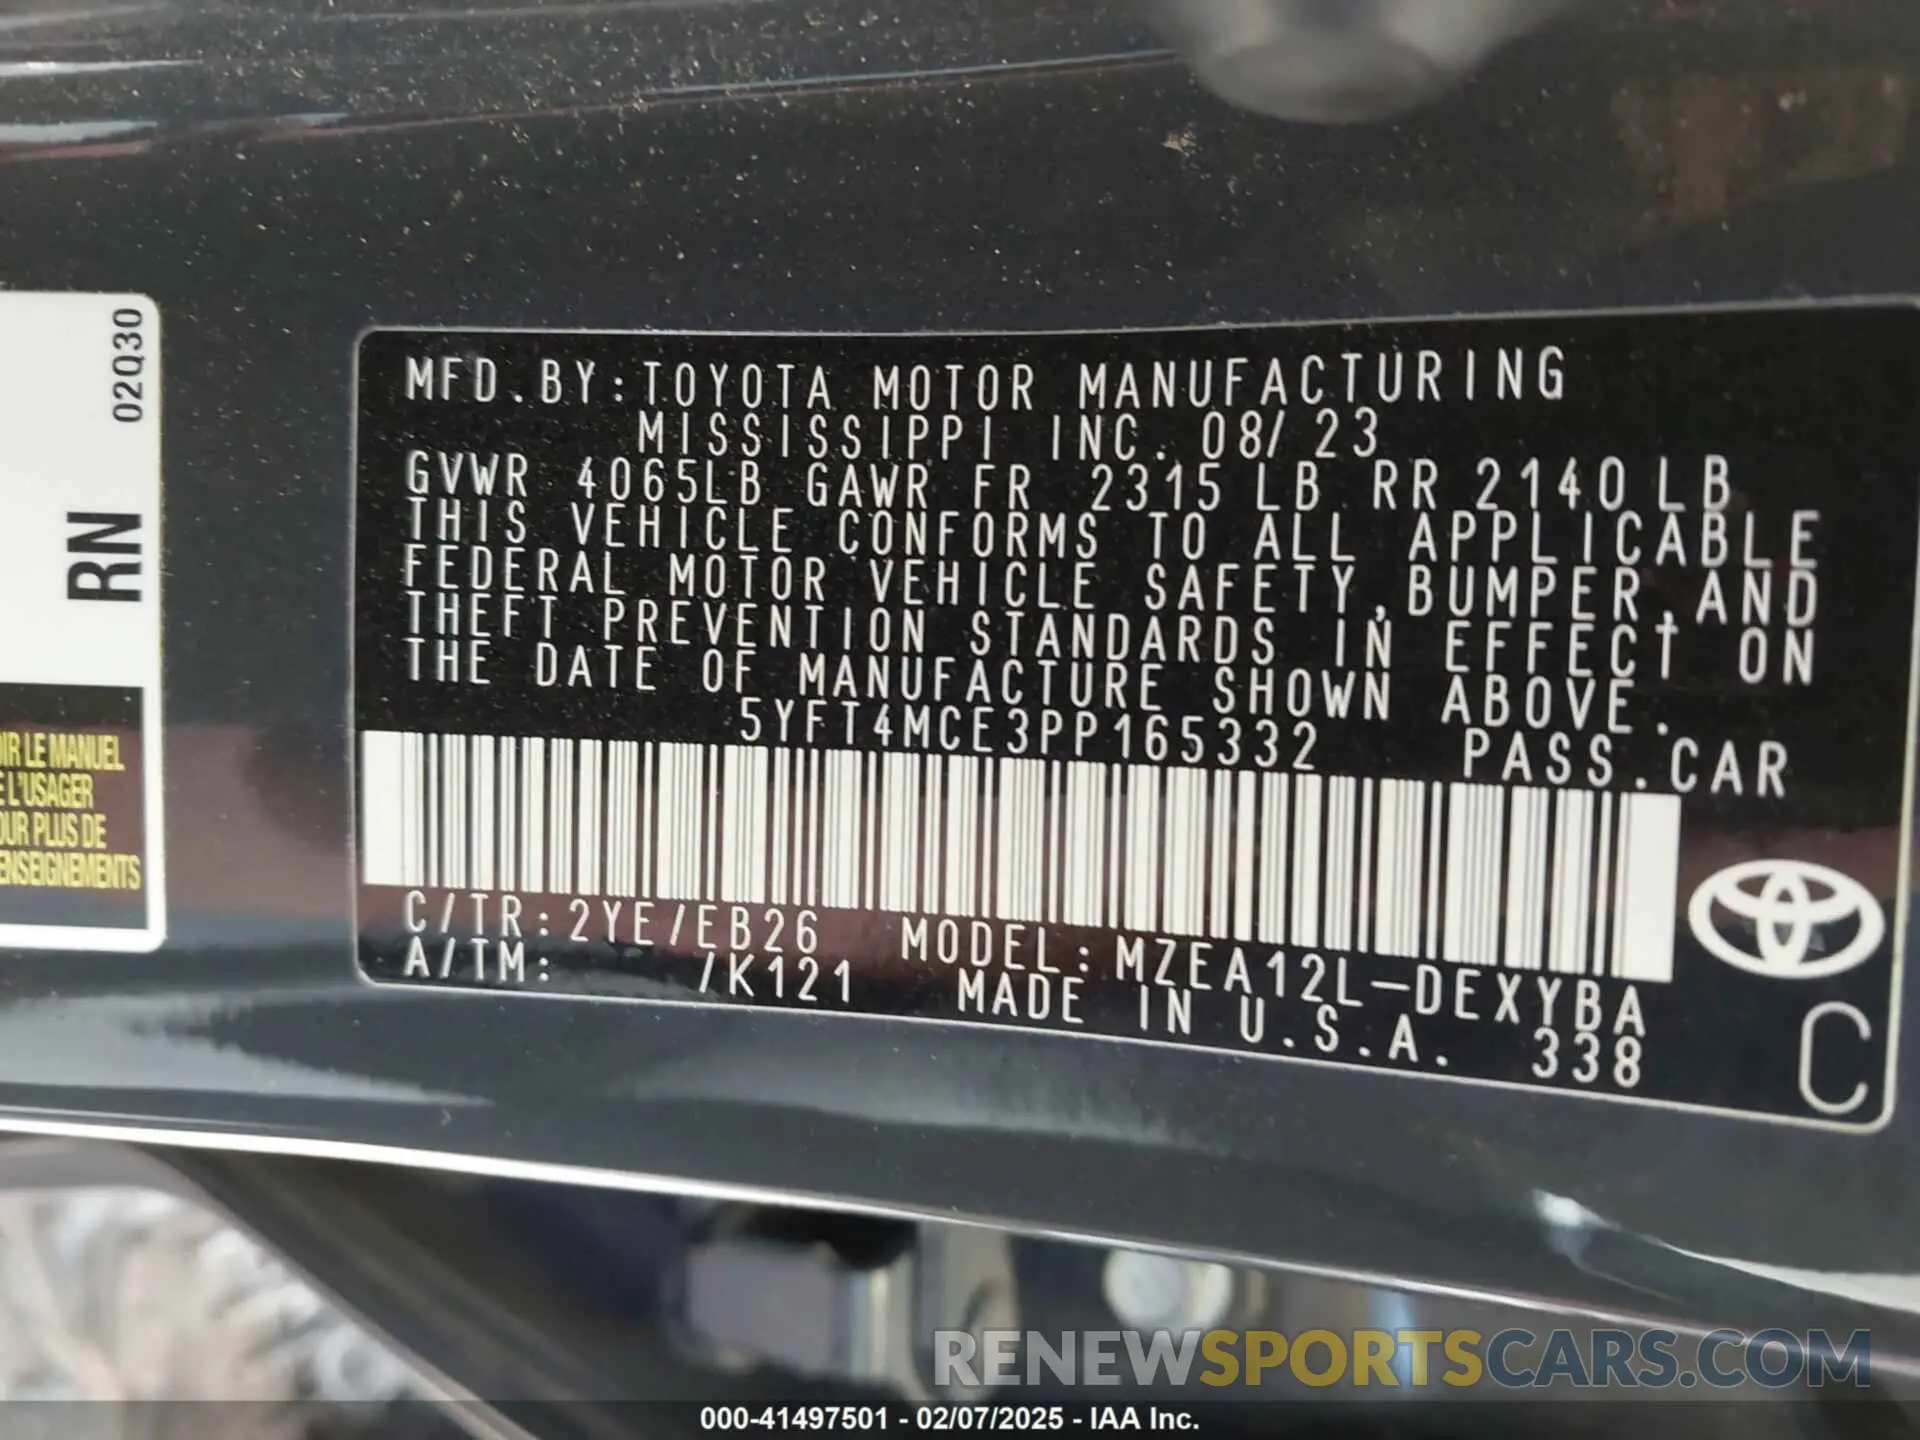 02Q30
RN
IR LE MANUEL
E L'USAGER
OUR PLUS DE
ENSEIGNEMENTS
MFD.BY:TOYOTA MOTOR MANUFACTURING
MISSISSIPPI INC. 08/23
GVWR 4065LB GAWR FR 2315LB RR 2140LB
THIS VEHICLE CONFORMS TO ALL APPLICABLE
FEDERAL MOTOR VEHICLE SAFETY,BUMPER,AND
THEFT PREVENTION STANDARDS IN EFFECT ON
THE DATE OF MANUFACTURE SHOWN ABOVE.
5YFT4MCE3PP165332 PASS.CAR
C/TR:2YE/EB26 MODEL:MZEA12L-DEXYBA
A/TM: /K121 MADE IN U.S.A. 338
C
RENEWSPORTSCARS.COM
000-41497501 - 02/07/2025 - IAA Inc.